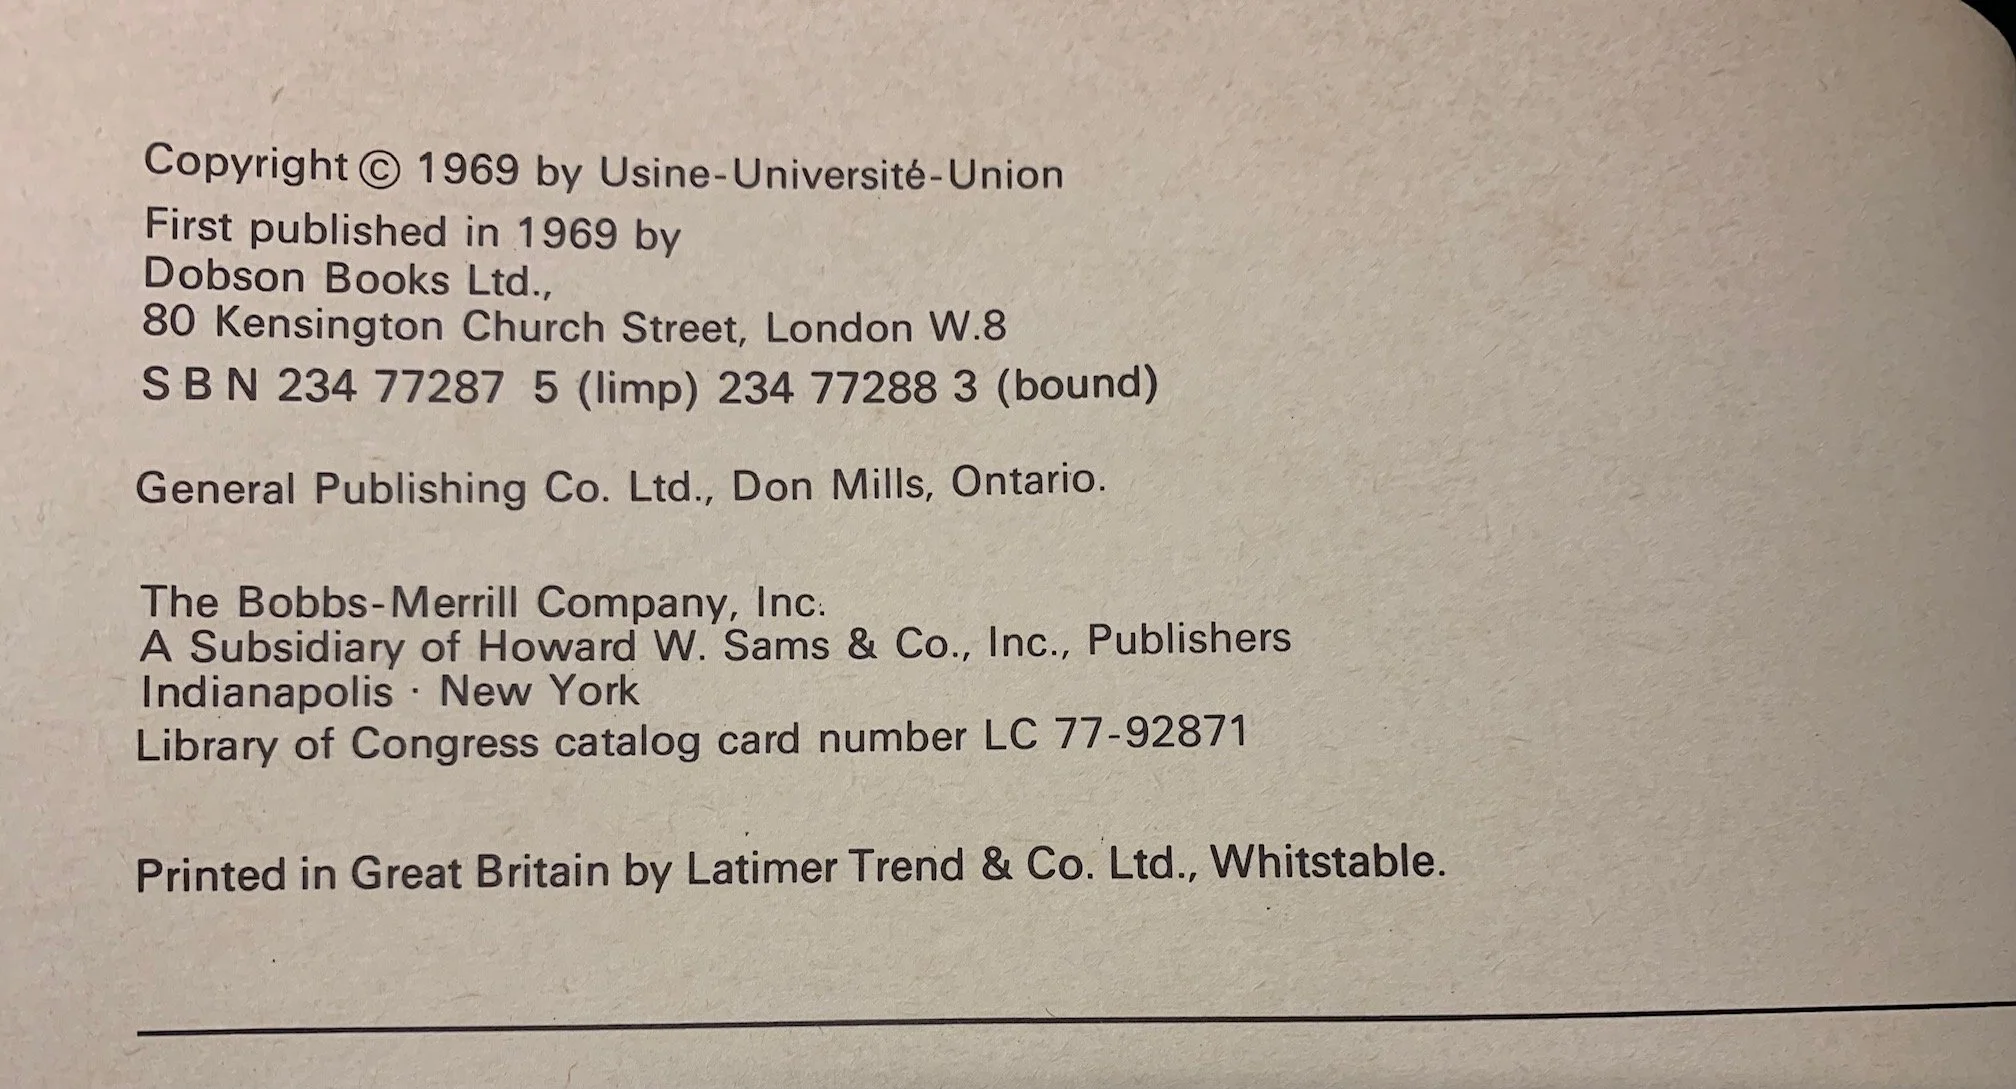 Copyright © 1969 by Usine-Université-Union
First published in 1969 by
Dobson Books Ltd.,
80 Kensington Church Street, London W.8
S B N 234 77287 5 (limp) 234 77288 3 (bound)
General Publishing Co. Ltd., Don Mills, Ontario.
The Bobbs-Merrill Company, Inc.
A Subsidiary of Howard W. Sams & Co., Inc., Publishers
Indianapolis · New York
Library of Congress catalog card number LC 77-92871
Printed in Great Britain by Latimer Trend & Co. Ltd., Whitstable.